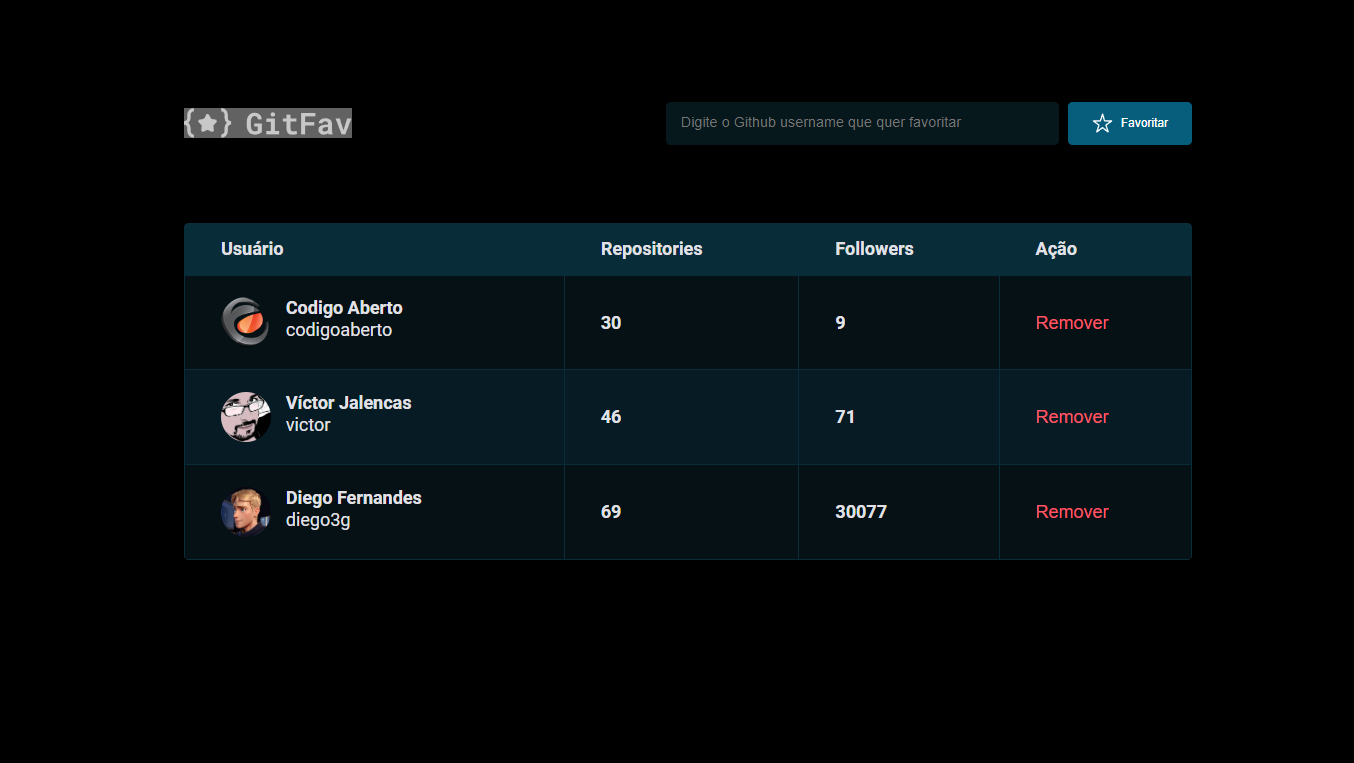 {★} GitFav
Digite o Github username que quer favoritar
Favoritar
Usuário Repositories Followers Ação
Codigo Aberto
codigoaberto
30 9 Remover
Víctor Jalencas
victor
46 71 Remover
Diego Fernandes
diego3g
69 30077 Remover